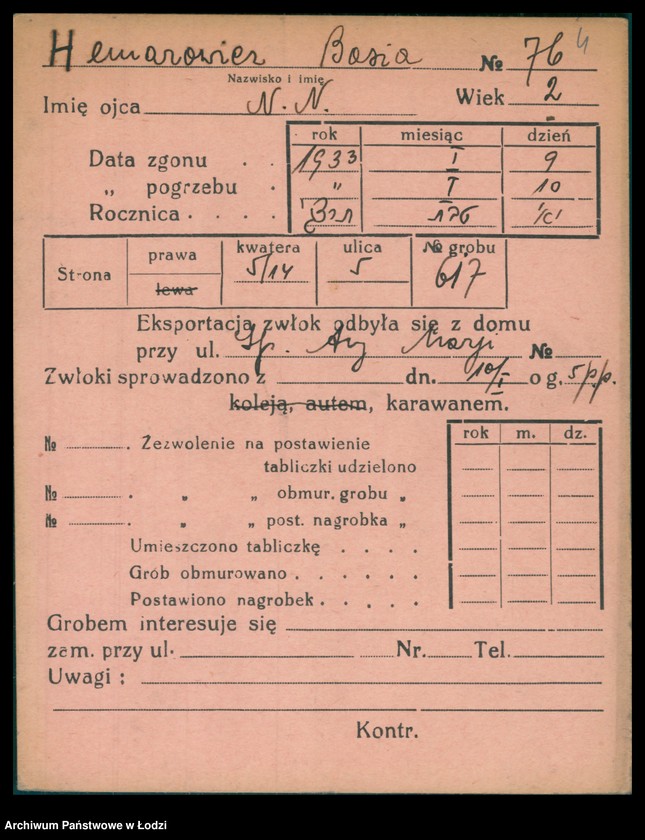 Hemarowicz Basia № 76 4
Nazwisko i imię
Imię ojca N. N. Wiek 2
rok miesiąc dzień
Data zgonu . . 1933 I 9
„ pogrzebu . „ I 10
Rocznica . . . .
Strona prawa lewa kwatera 5/14 ulica 5 № grobu 617
Eksportacja zwłok odbyła się z domu
przy ul. Marji №
Zwłoki sprowadzono z dn. 10/I o g. 5 p.p.
koleją, autem, karawanem.
rok m. dz.
№ . Zezwolenie na postawienie
tabliczki udzielono
№ . „ „ obmur. grobu „
№ . „ „ post. nagrobka „
Umieszczono tabliczkę . . . .
Grób obmurowano . . . . . .
Postawiono nagrobek . . . . .
Grobem interesuje się
zam. przy ul. Nr. Tel.
Uwagi :
Kontr.
Archiwum Państwowe w Łodzi